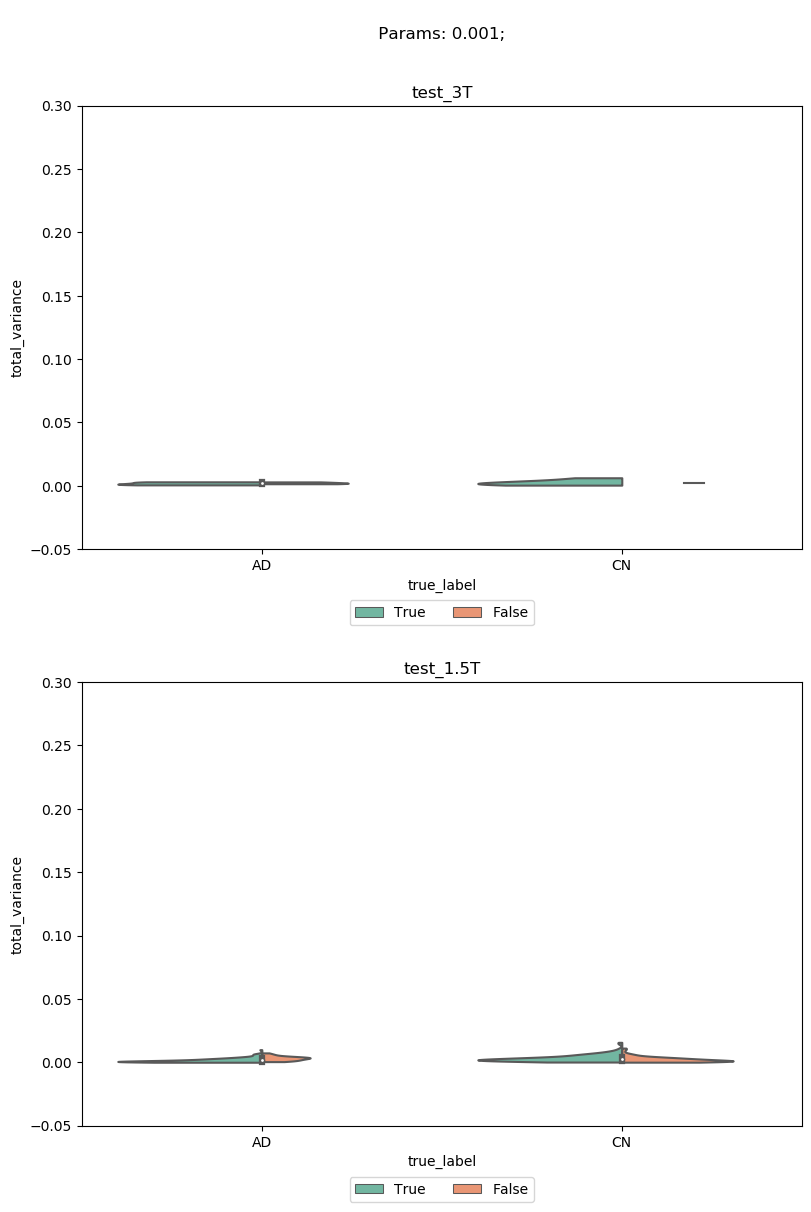 Params: 0.001;
test_3T
0.30
0.25
0.20
0.15
0.10
0.05
0.00
−0.05
total_variance
AD CN
true_label
True False
test_1.5T
0.30
0.25
0.20
0.15
0.10
0.05
0.00
−0.05
total_variance
AD CN
true_label
True False